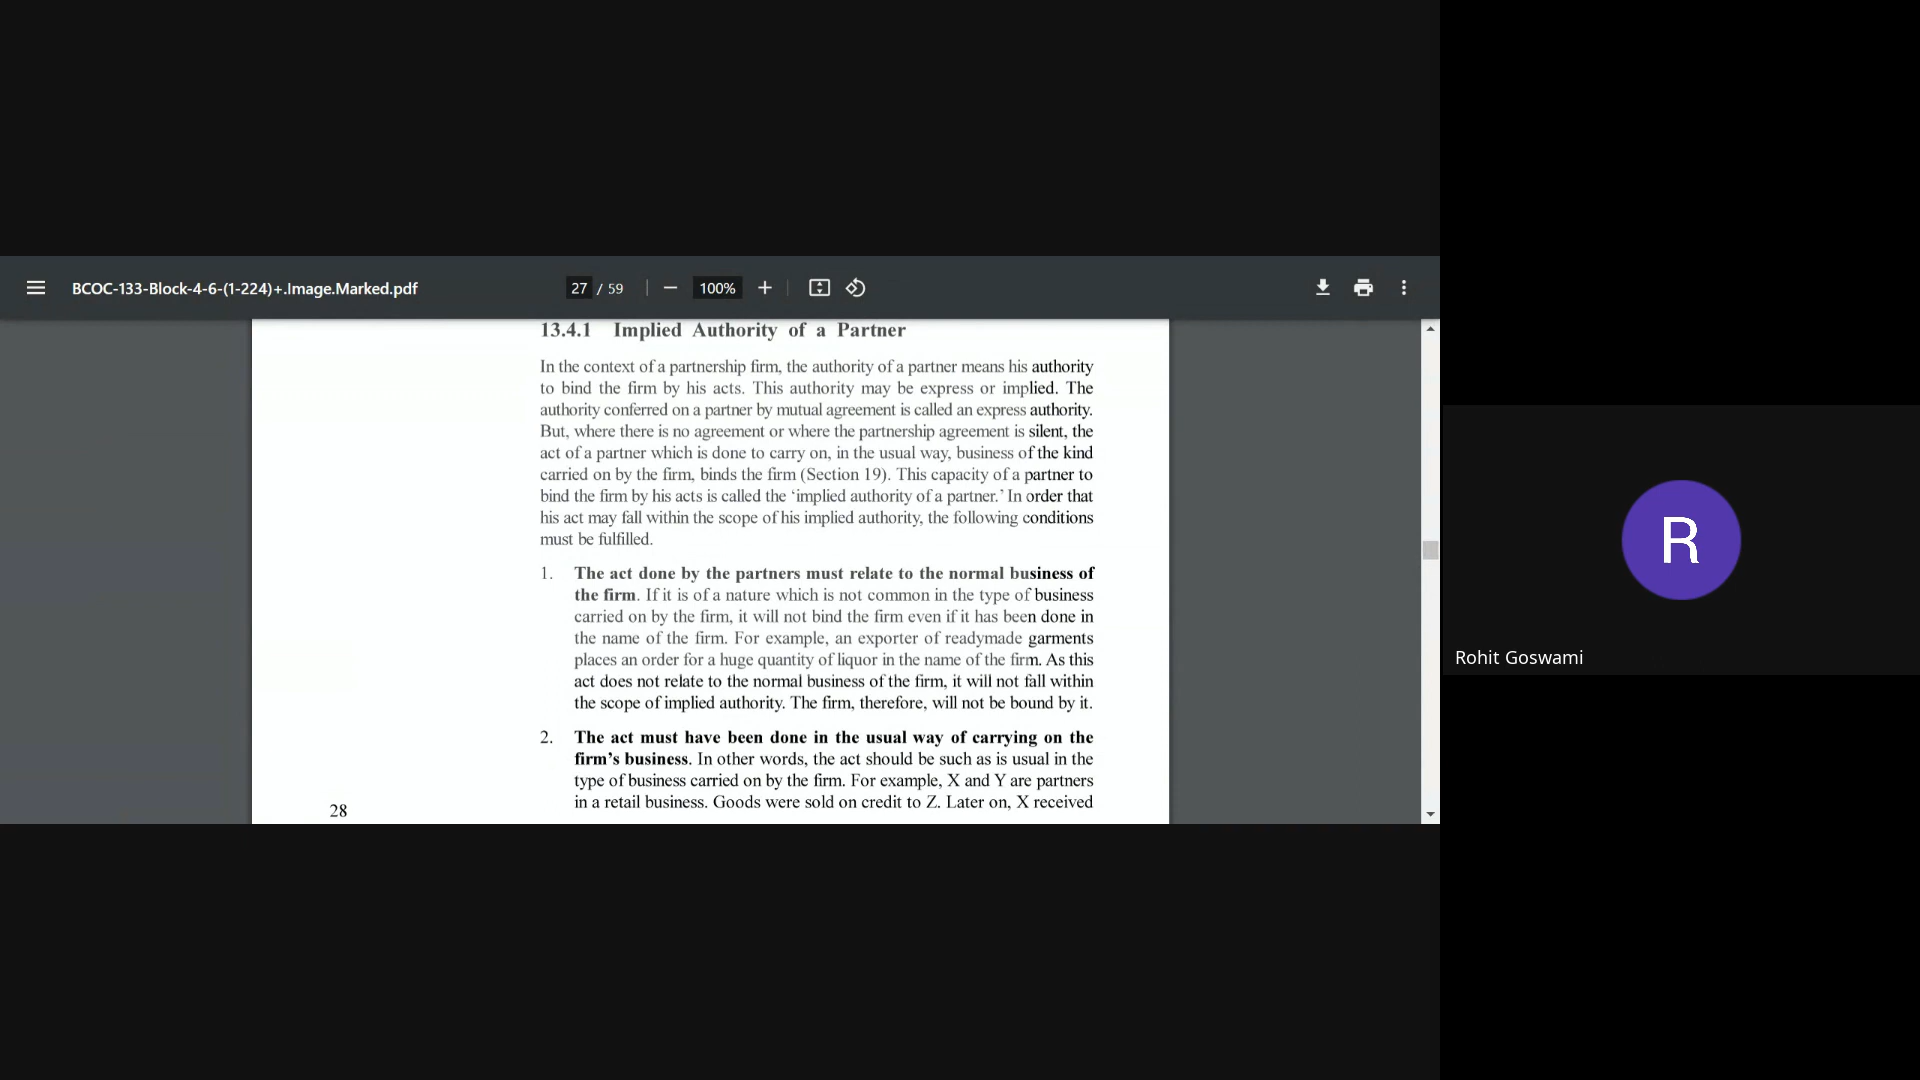 BCOC-133-Block-4-6-(1-224)+.Image.Marked.pdf
27 / 59
100%
13.4.1 Implied Authority of a Partner
In the context of a partnership firm, the authority of a partner means his authority
to bind the firm by his acts. This authority may be express or implied. The
authority conferred on a partner by mutual agreement is called an express authority.
But, where there is no agreement or where the partnership agreement is silent, the
act of a partner which is done to carry on, in the usual way, business of the kind
carried on by the firm, binds the firm (Section 19). This capacity of a partner to
bind the firm by his acts is called the ‘implied authority of a partner.’ In order that
his act may fall within the scope of his implied authority, the following conditions
must be fulfilled.
1. The act done by the partners must relate to the normal business of
the firm. If it is of a nature which is not common in the type of business
carried on by the firm, it will not bind the firm even if it has been done in
the name of the firm. For example, an exporter of readymade garments
places an order for a huge quantity of liquor in the name of the firm. As this
act does not relate to the normal business of the firm, it will not fall within
the scope of implied authority. The firm, therefore, will not be bound by it.
2. The act must have been done in the usual way of carrying on the
firm’s business. In other words, the act should be such as is usual in the
type of business carried on by the firm. For example, X and Y are partners
in a retail business. Goods were sold on credit to Z. Later on, X received
28
R
Rohit Goswami